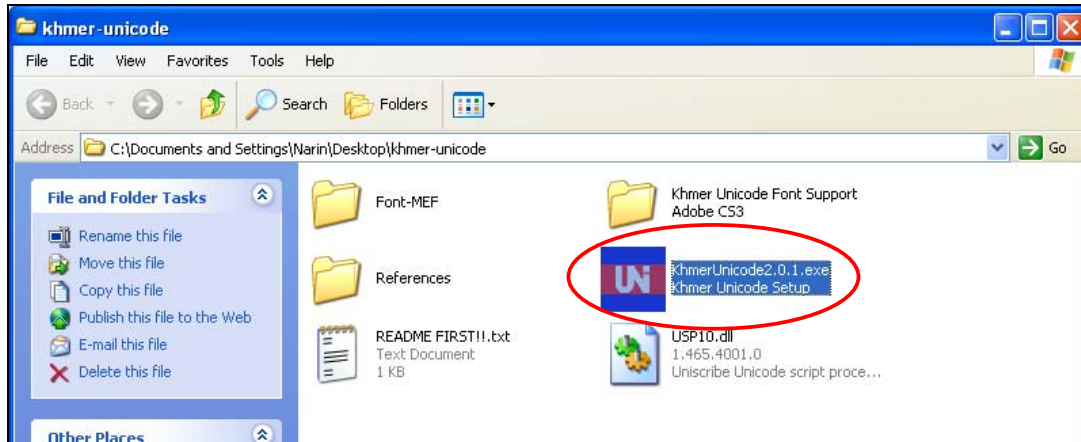 khmer-unicode
File Edit View Favorites Tools Help
Back Search Folders
Address C:\Documents and Settings\Narin\Desktop\khmer-unicode Go
File and Folder Tasks
Rename this file
Move this file
Copy this file
Publish this file to the Web
E-mail this file
Delete this file
Other Places
Font-MEF
Khmer Unicode Font Support
Adobe CS3
References
UNi
KhmerUnicode2.0.1.exe
Khmer Unicode Setup
README FIRST!!.txt
Text Document
1 KB
USP10.dll
1.465.4001.0
Uniscribe Unicode script proce...